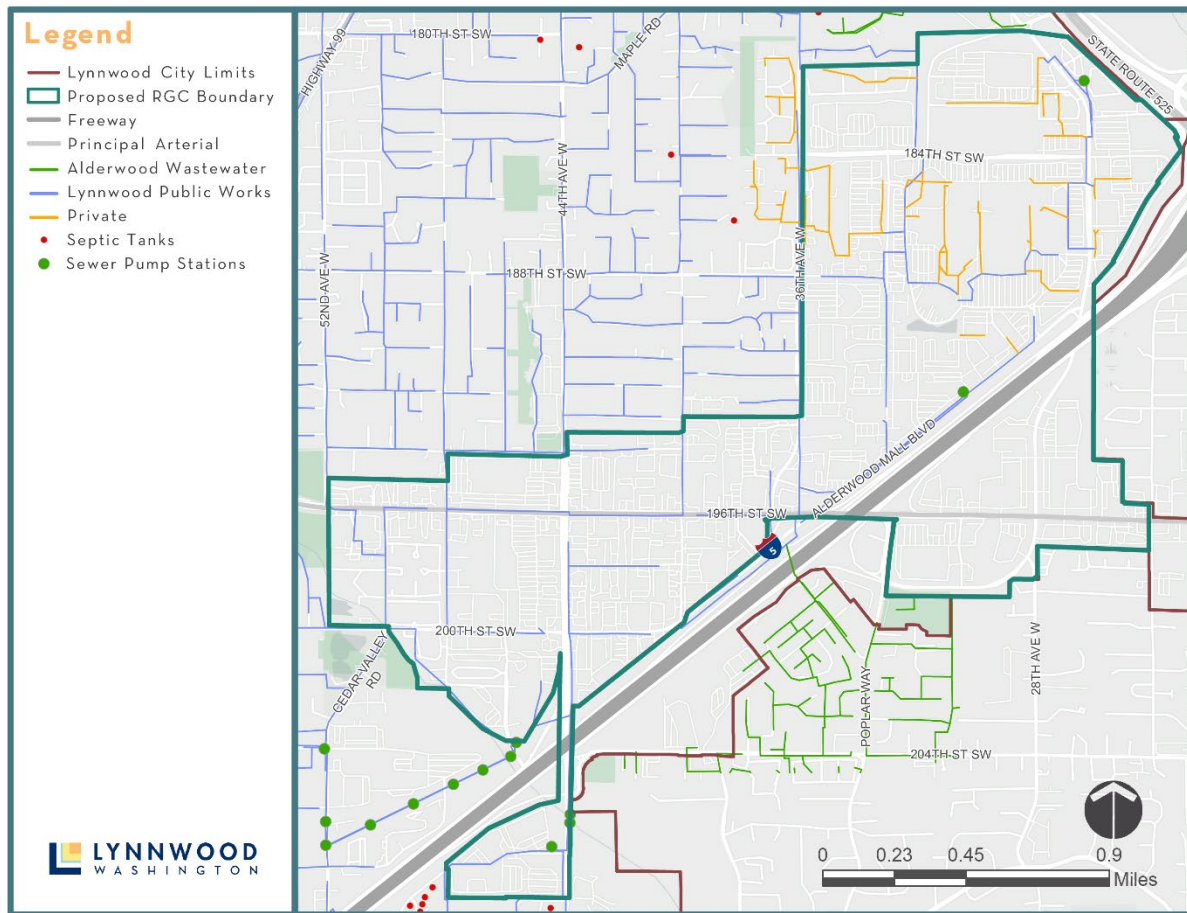 Legend
Lynnwood City Limits
Proposed RGC Boundary
Freeway
Principal Arterial
Alderwood Wastewater
Lynnwood Public Works
Private
Septic Tanks
Sewer Pump Stations
LYNNWOOD
WASHINGTON
HIGHWAY 99
180TH ST SW
MAPLE RD
STATE ROUTE 525
44TH AVE W
184TH ST SW
52ND AVE W
188TH ST SW
36TH AVE W
ALDERWOOD MALL BLVD
196TH ST SW
5
200TH ST SW
CEDAR VALLEY
RD
POPLAR WAY
28TH AVE W
204TH ST SW
0 0.23 0.45 0.9
Miles